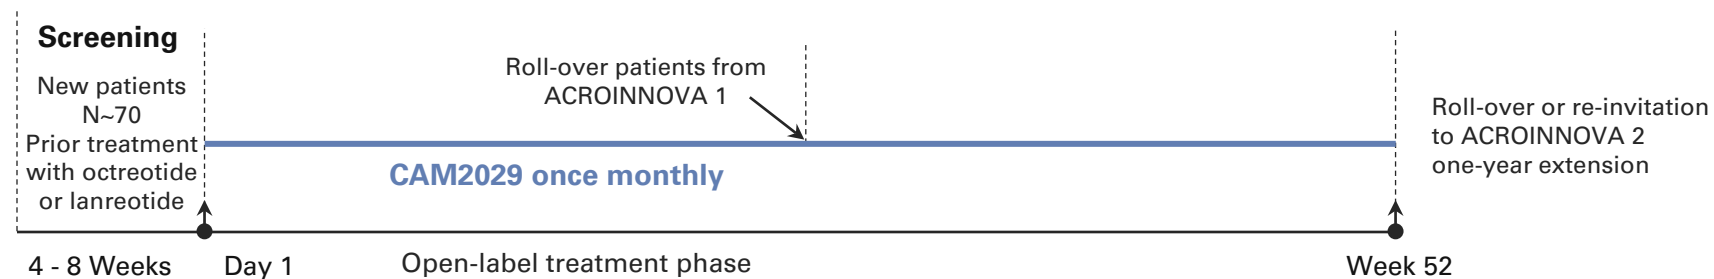 Screening
New patients
N~70
Prior treatment
with octreotide
or lanreotide
Roll-over patients from
ACROINNOVA 1
CAM2029 once monthly
Roll-over or re-invitation
to ACROINNOVA 2
one-year extension
4 - 8 Weeks
Day 1
Open-label treatment phase
Week 52